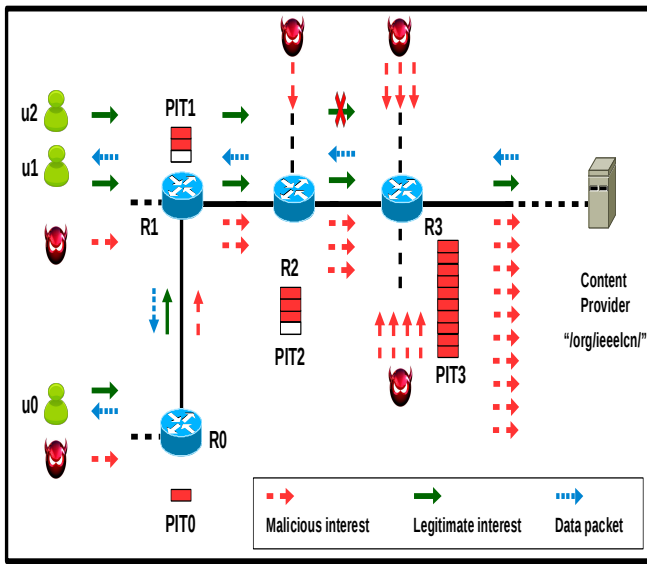 u2
PIT1
u1
R1
R2
R3
PIT2
PIT3
Content
Provider
“/org/ieeelcn/”
u0
R0
PIT0
Malicious interest
Legitimate interest
Data packet